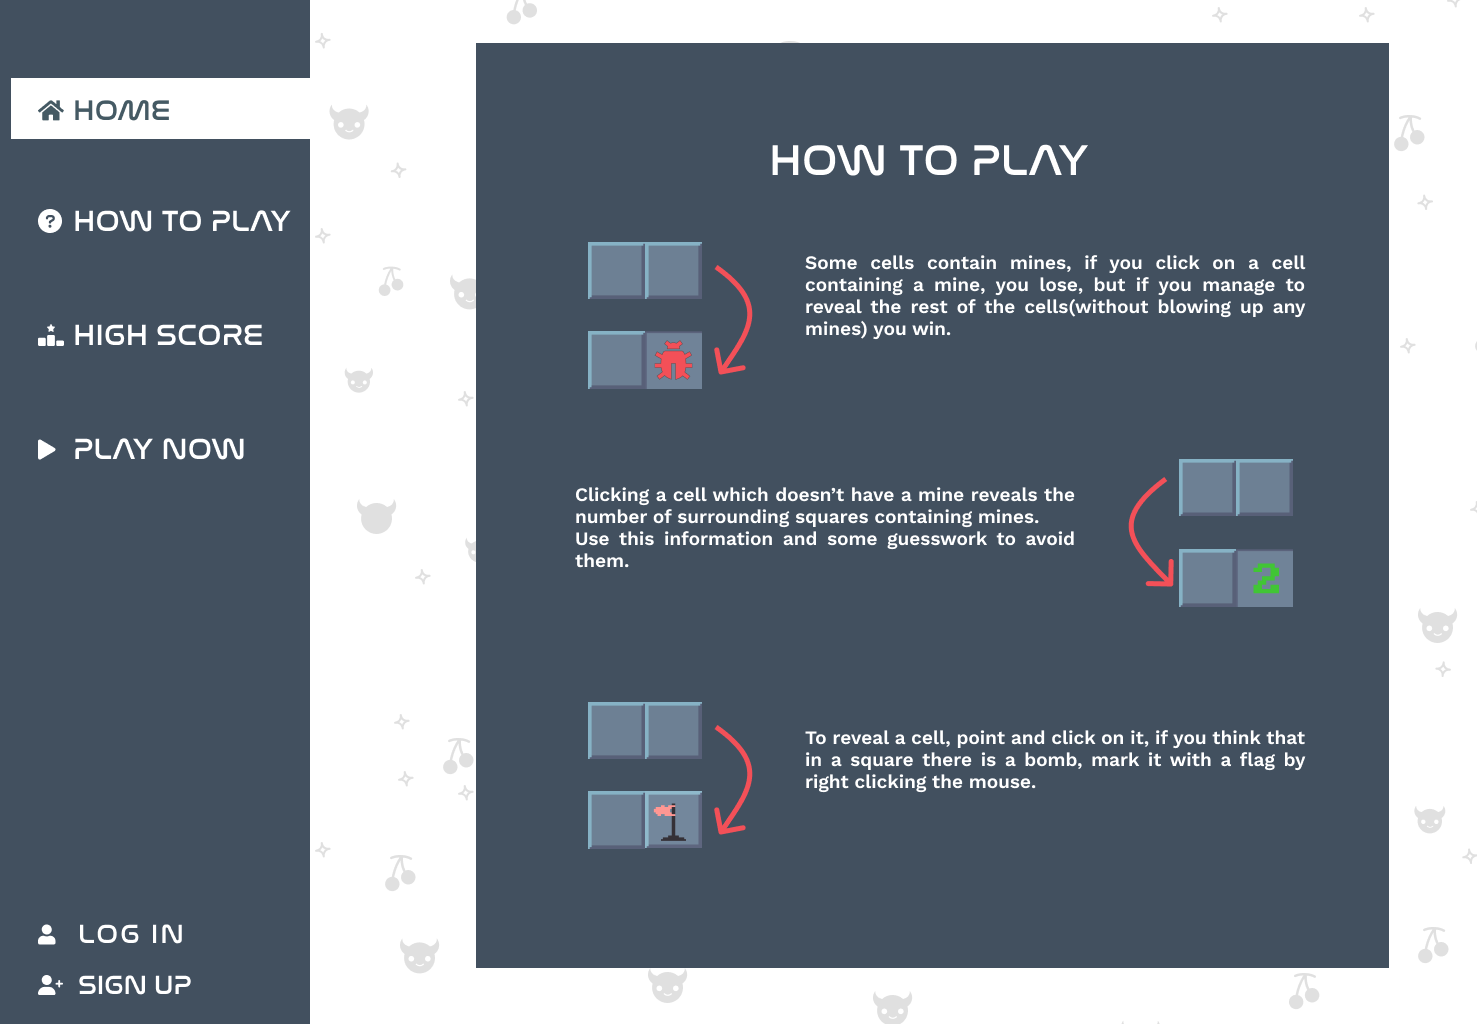 HOME
HOW TO PLAY
HIGH SCORE
PLAY NOW
LOG IN
SIGN UP
HOW TO PLAY
Some cells contain mines, if you click on a cell
containing a mine, you lose, but if you manage to
reveal the rest of the cells(without blowing up any
mines) you win.
Clicking a cell which doesn’t have a mine reveals the
number of surrounding squares containing mines.
Use this information and some guesswork to avoid
them.
2
To reveal a cell, point and click on it, if you think that
in a square there is a bomb, mark it with a flag by
right clicking the mouse.